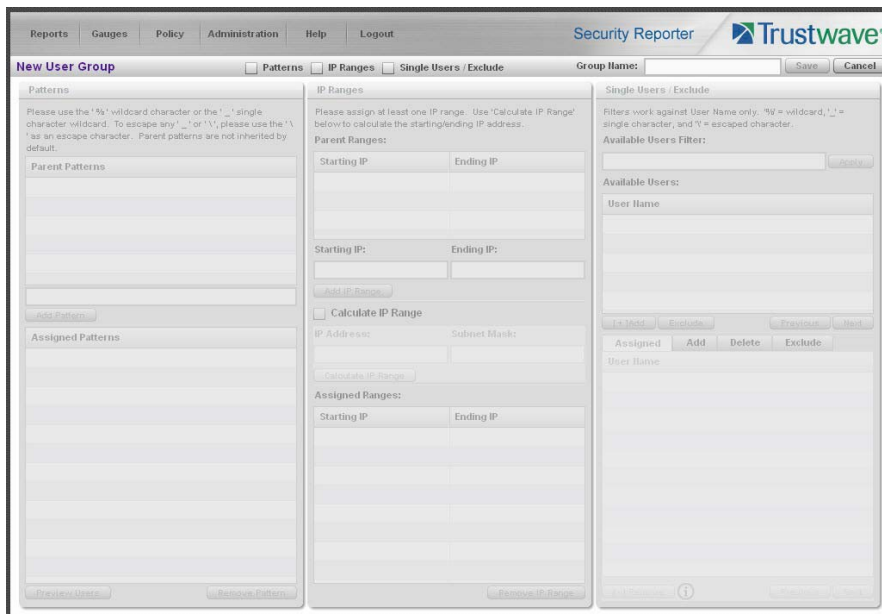 Reports Gauges Policy Administration Help Logout
Security Reporter
Trustwave
New User Group
Patterns IP Ranges Single Users / Exclude
Group Name:
Save Cancel
Patterns
Please use the '%' wildcard character or the '_' single
character wildcard. To escape any '_' or '\', please use the '\
' as an escape character. Parent patterns are not inherited by
default.
Parent Patterns
Add Pattern
Assigned Patterns
Preview Users Remove Pattern
IP Ranges
Please assign at least one IP range. Use 'Calculate IP Range'
below to calculate the starting/ending IP address.
Parent Ranges:
Starting IP Ending IP
Starting IP: Ending IP:
Add IP Range
Calculate IP Range
IP Address: Subnet Mask:
Calculate IP Range
Assigned Ranges:
Starting IP Ending IP
Remove IP Range
Single Users / Exclude
Filters work against User Name only. '%' = wildcard, '_' =
single character, and '\' = escaped character.
Available Users Filter:
Apply
Available Users:
User Name
[+]Add Exclude Previous Next
Assigned Add Delete Exclude
User Name